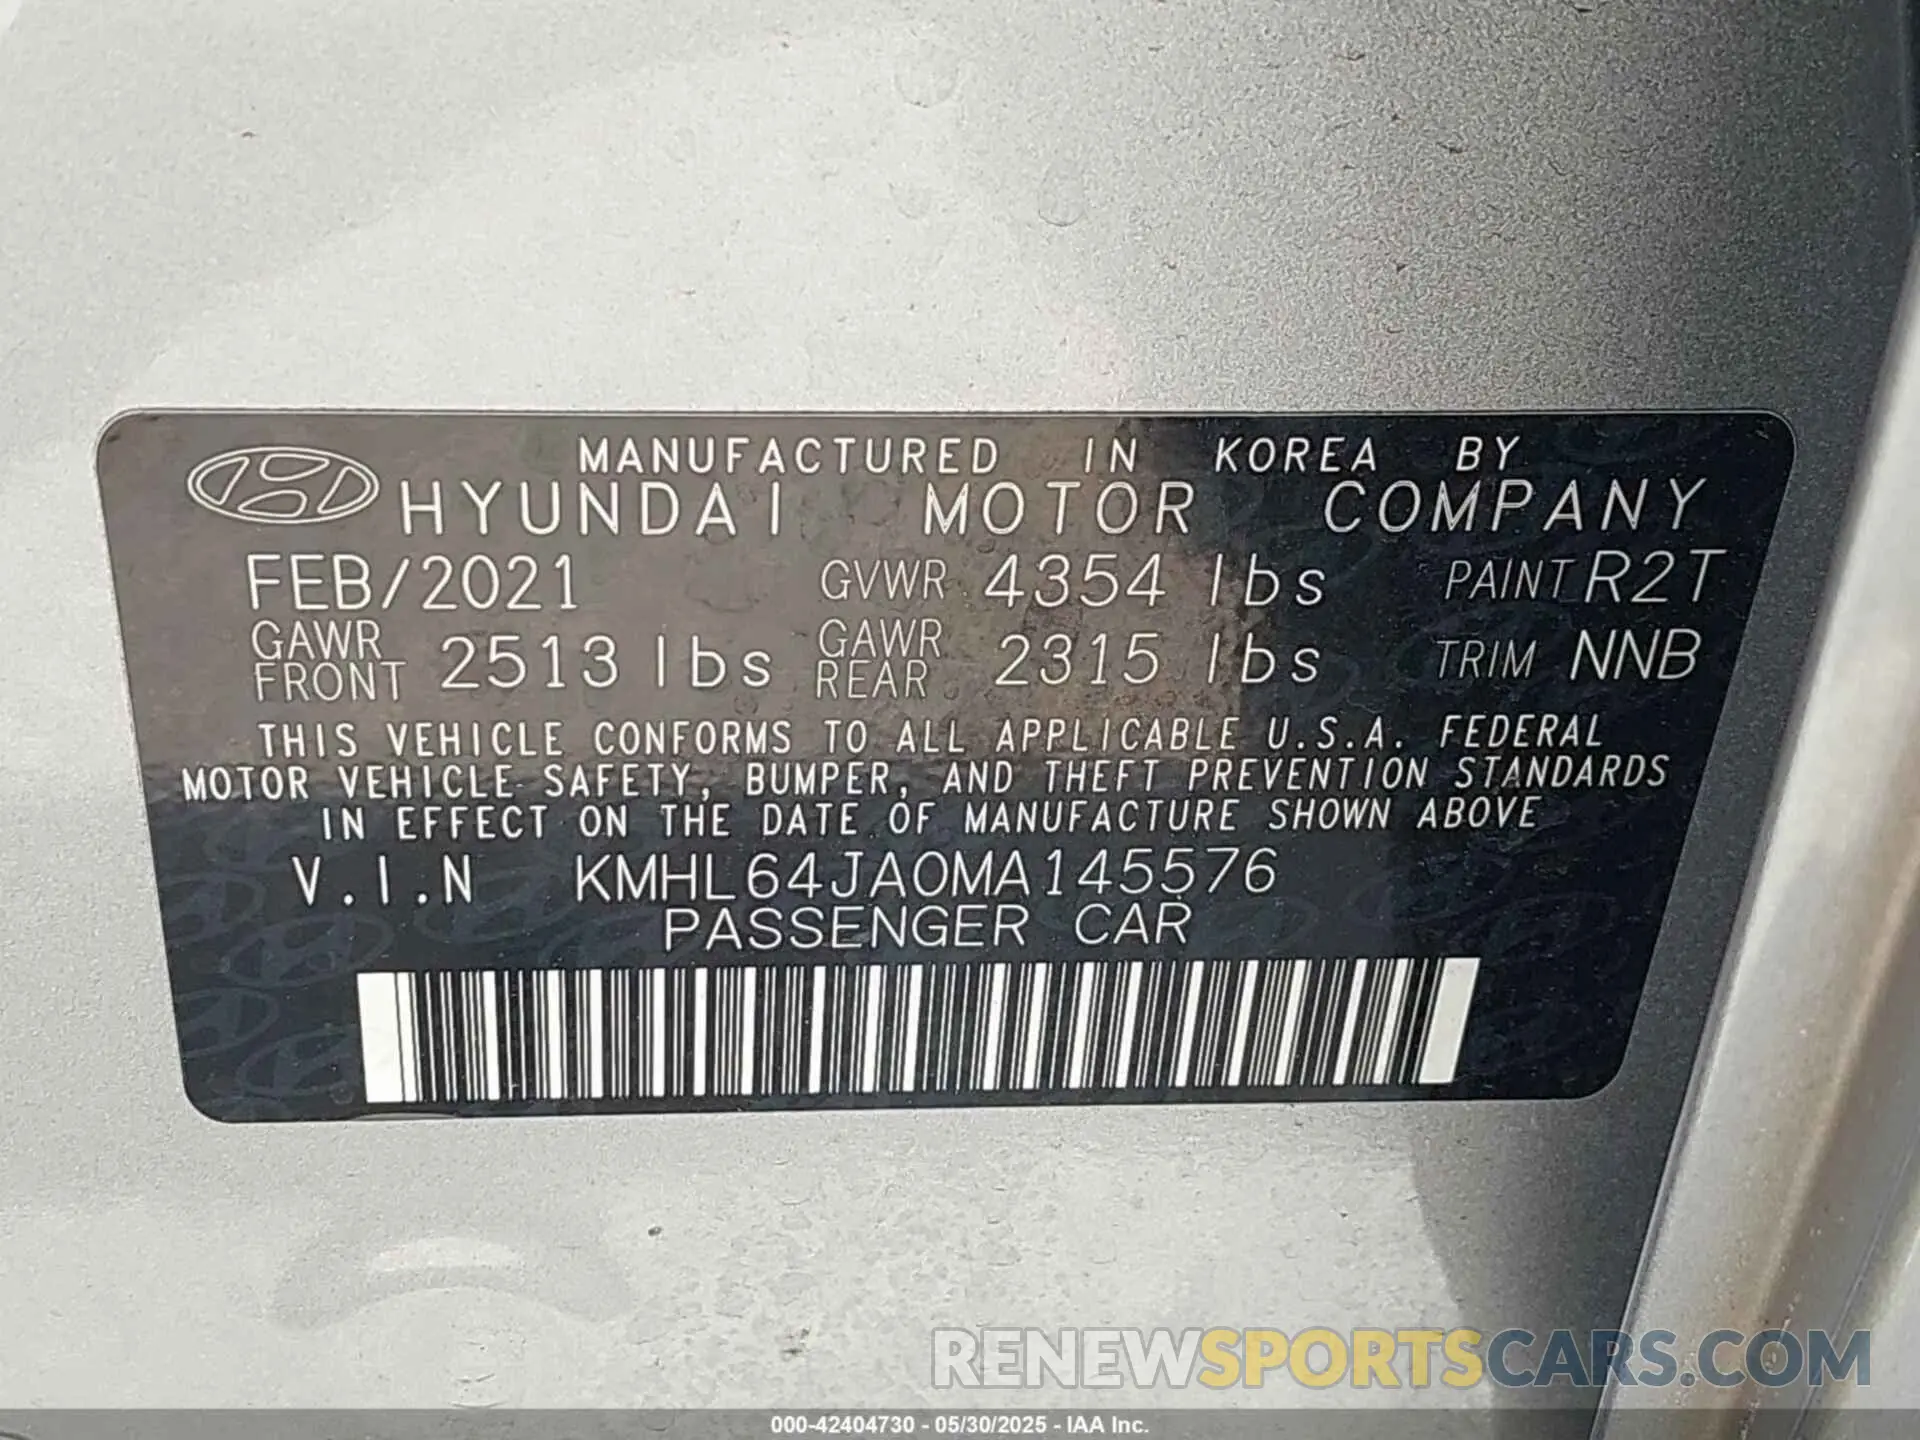 MANUFACTURED IN KOREA BY
HYUNDAI MOTOR COMPANY
FEB/2021 GVWR 4354 lbs PAINT R2T
GAWR FRONT 2513 lbs GAWR REAR 2315 lbs TRIM NNB
THIS VEHICLE CONFORMS TO ALL APPLICABLE U.S.A. FEDERAL
MOTOR VEHICLE SAFETY, BUMPER, AND THEFT PREVENTION STANDARDS
IN EFFECT ON THE DATE OF MANUFACTURE SHOWN ABOVE
V.I.N KMHL64JA0MA145576
PASSENGER CAR
RENEWSPORTSCARS.COM
000-42404730 - 05/30/2025 - IAA Inc.